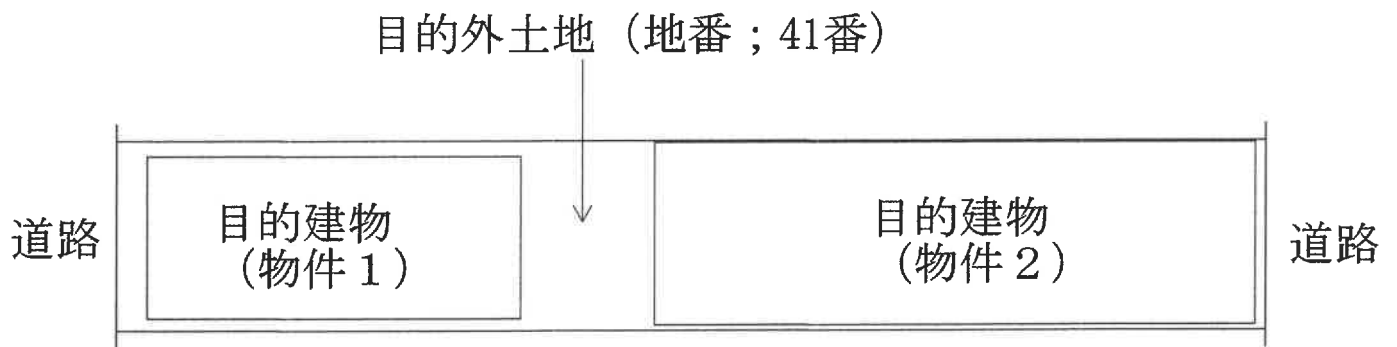 目的外土地（地番；41番）
道路
目的建物
（物件１）
目的建物
（物件２）
道路